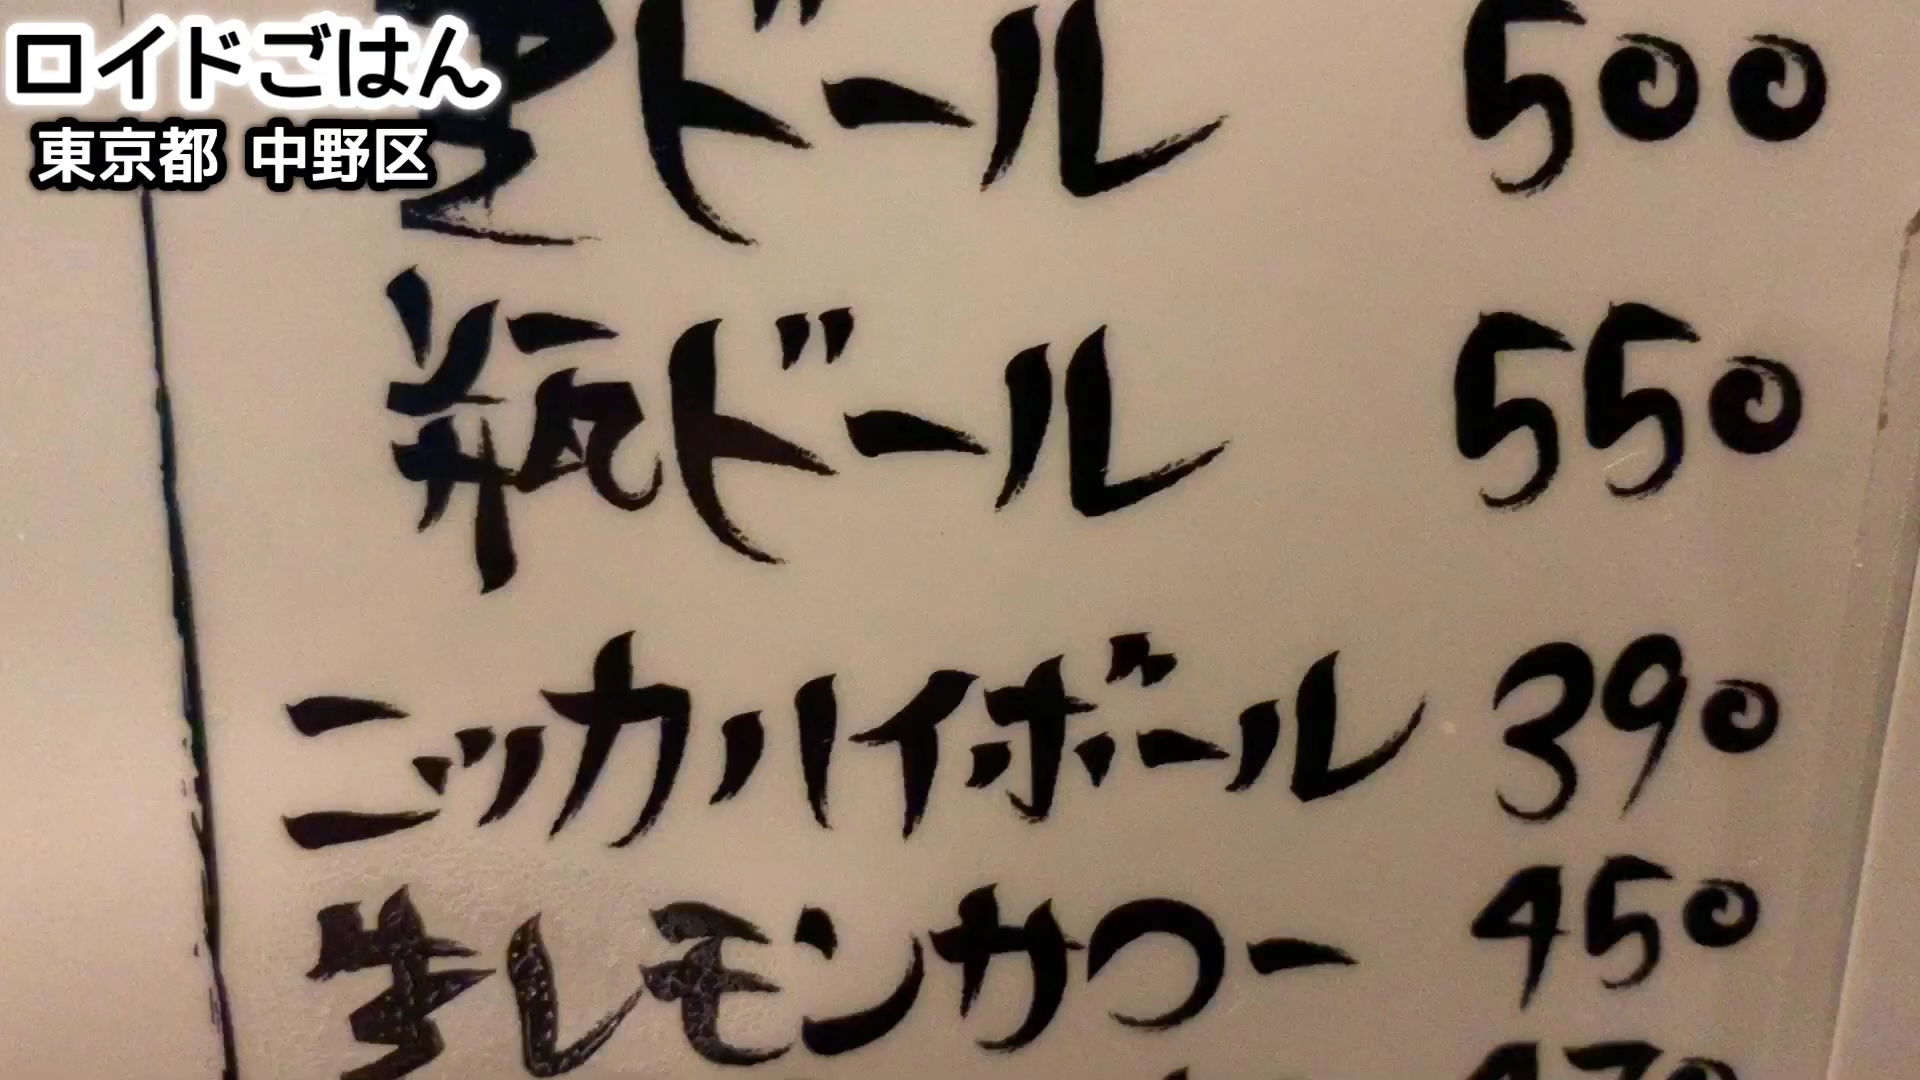 ロイドごはん
東京都 中野区
生ビール 500
瓶ビール 550
ニッカハイボール 390
生レモンサワー 450